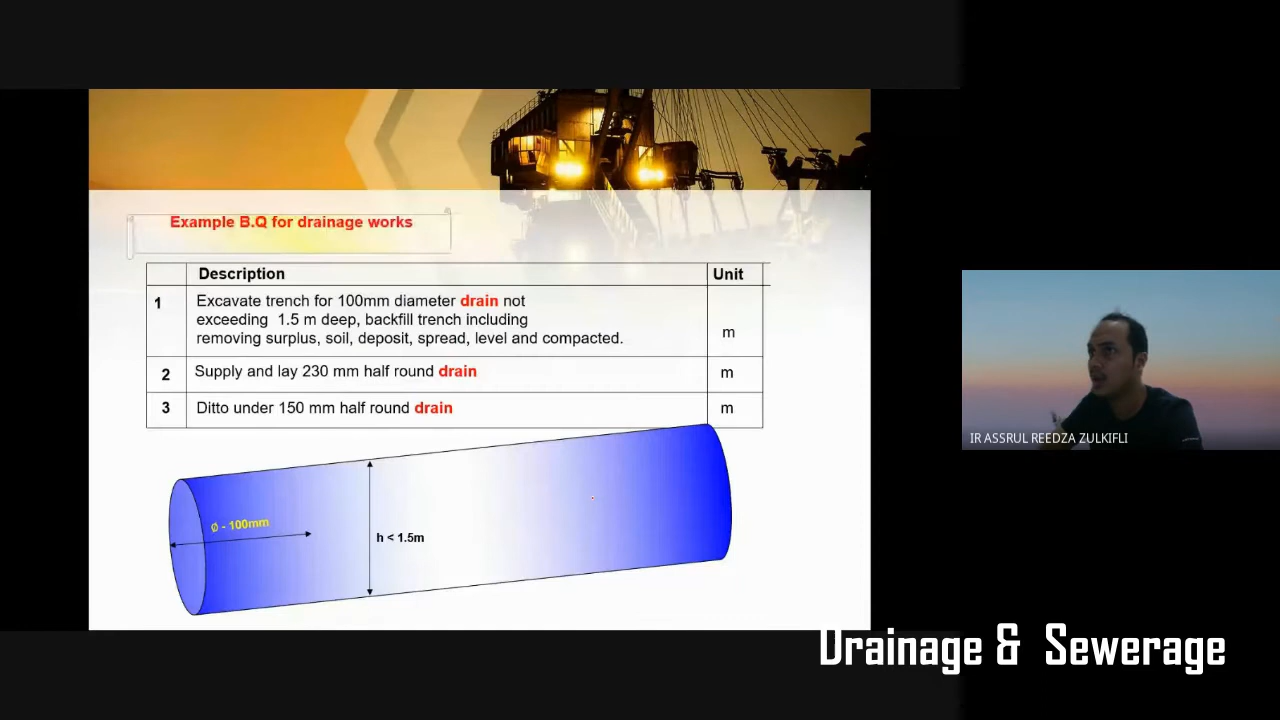 Example B.Q for drainage works
Description
Unit
1
Excavate trench for 100mm diameter drain not
exceeding 1.5 m deep, backfill trench including
removing surplus, soil, deposit, spread, level and compacted.
m
2
Supply and lay 230 mm half round drain
m
3
Ditto under 150 mm half round drain
m
Ø - 100mm
h < 1.5m
IR ASSRUL REEDZA ZULKIFLI
Drainage & Sewerage